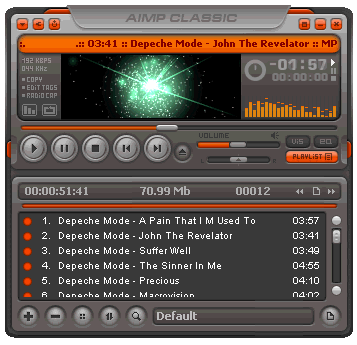 AIMP CLASSIC
:. .:: 03:41 :: Depeche Mode - John The Revelator :: MP
192 KBPS
044 KHZ
COPY
EDIT TAGS
RADIO CAP
-01:57
00:00:00
VOLUME
VIS EQ
PLAYLIST
00:00:51:41 70.99 Mb 00012
1. Depeche Mode - A Pain That I M Used To 03:57
2. Depeche Mode - John The Revelator 03:41
3. Depeche Mode - Suffer Well 03:49
4. Depeche Mode - The Sinner In Me 04:55
5. Depeche Mode - Precious 04:10
6. Depeche Mode - Macrovision 04:02
Default